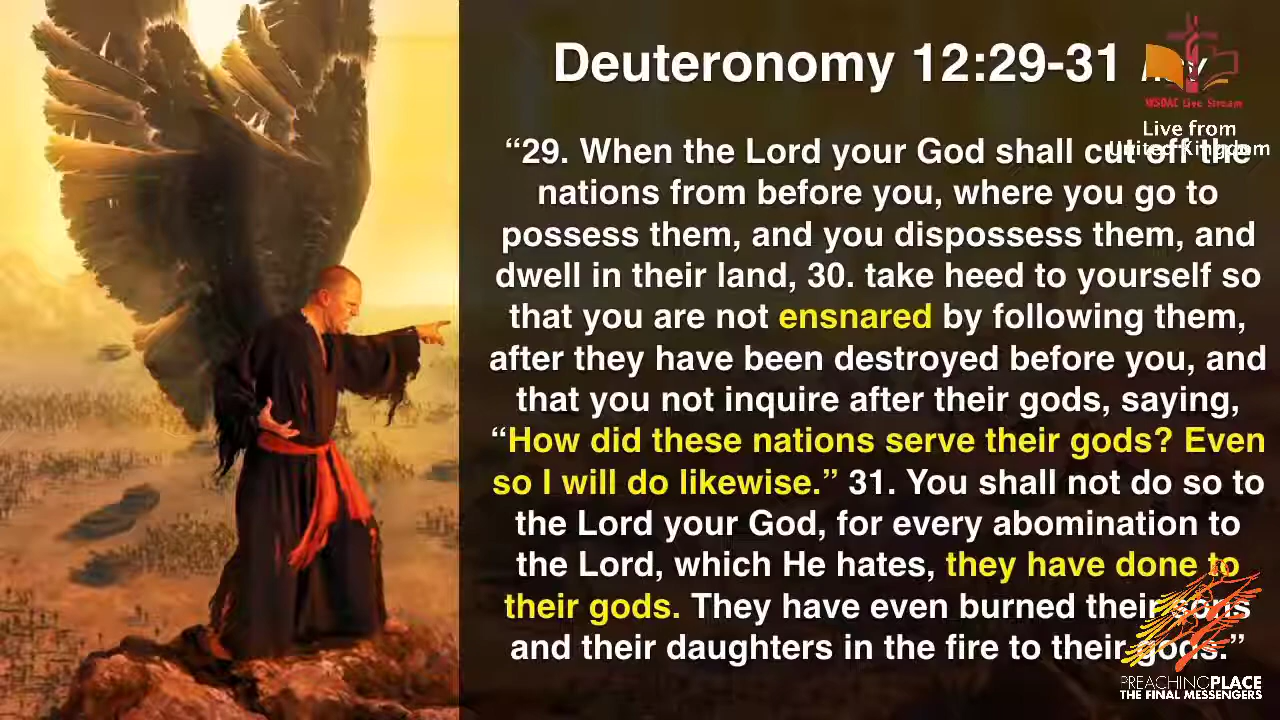 Deuteronomy 12:29-31
WSDAC Live Stream
Live from
United Kingdom
“29. When the Lord your God shall cut off the
nations from before you, where you go to
possess them, and you dispossess them, and
dwell in their land, 30. take heed to yourself so
that you are not ensnared by following them,
after they have been destroyed before you, and
that you not inquire after their gods, saying,
“How did these nations serve their gods? Even
so I will do likewise.” 31. You shall not do so to
the Lord your God, for every abomination to
the Lord, which He hates, they have done to
their gods. They have even burned their sons
and their daughters in the fire to their gods.”
PREACHINGPLACE
THE FINAL MESSENGERS